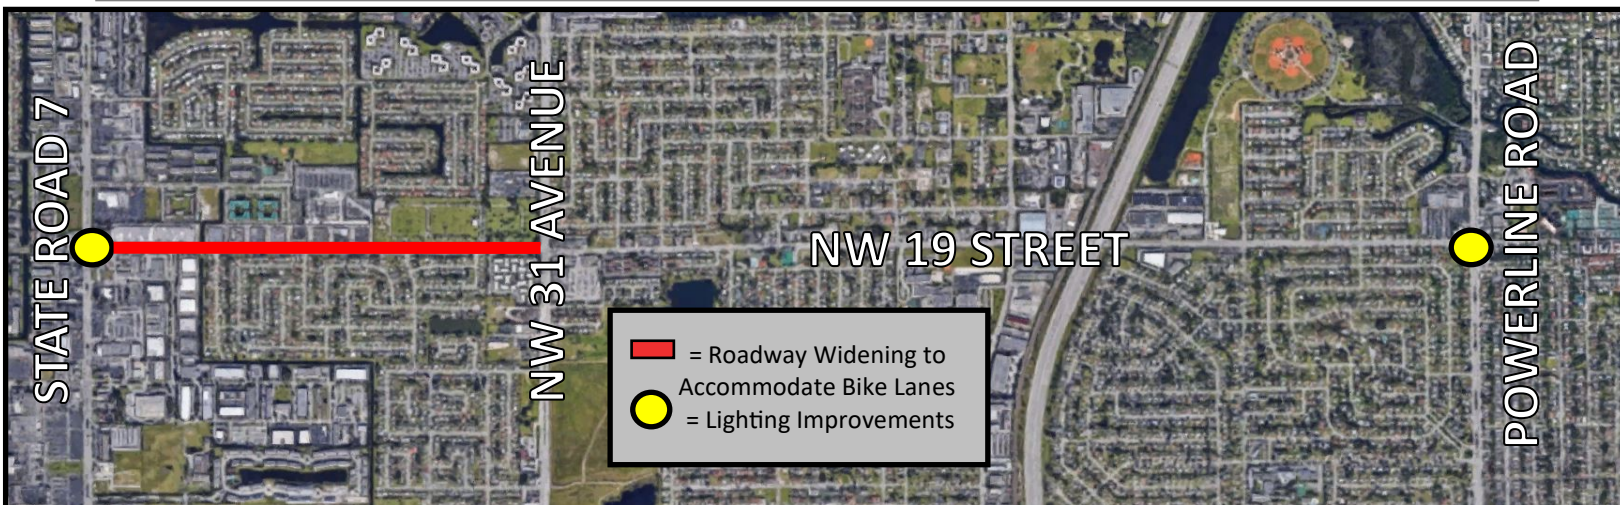 STATE ROAD 7
NW 31 AVENUE
NW 19 STREET
POWERLINE ROAD
= Roadway Widening to
Accommodate Bike Lanes
= Lighting Improvements